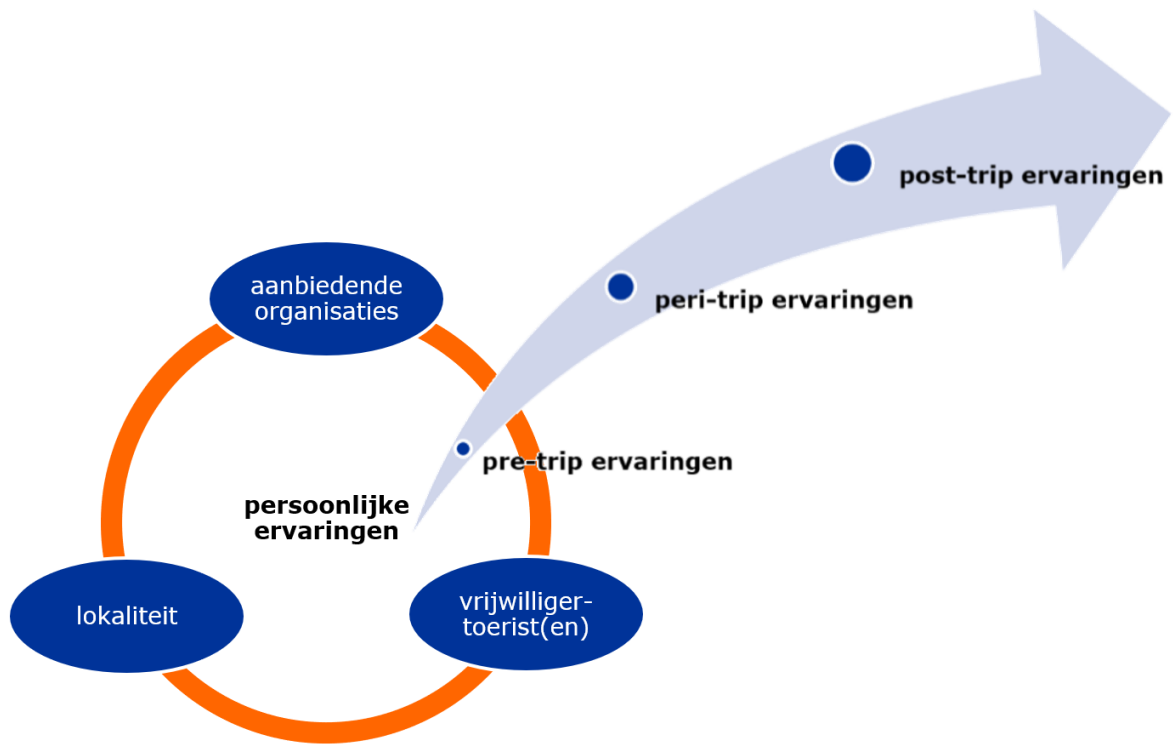 post-trip ervaringen
peri-trip ervaringen
aanbiedende
organisaties
pre-trip ervaringen
persoonlijke
ervaringen
lokaliteit
vrijwilliger-
toerist(en)